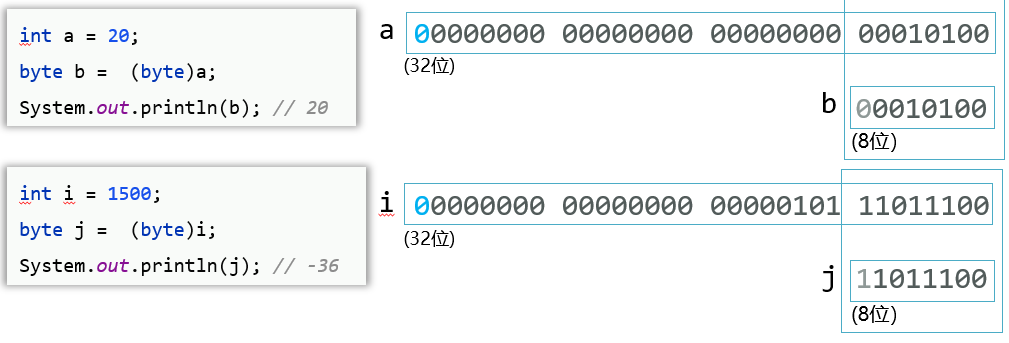 int a = 20;
byte b = (byte)a;
System.out.println(b); // 20
a 00000000 00000000 00000000 00010100
(32位)
b 00010100
(8位)
int i = 1500;
byte j = (byte)i;
System.out.println(j); // -36
i 00000000 00000000 00000101 11011100
(32位)
j 11011100
(8位)